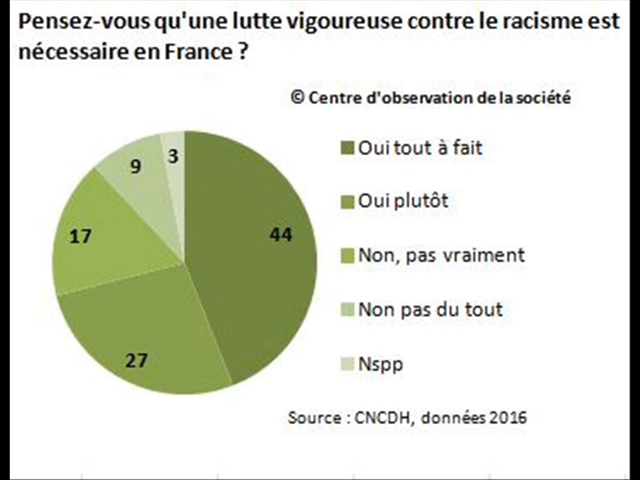 Pensez-vous qu'une lutte vigoureuse contre le racisme est
nécessaire en France ?
© Centre d'observation de la société
3
9
17
44
27
Oui tout à fait
Oui plutôt
Non, pas vraiment
Non pas du tout
Nspp
Source : CNCDH, données 2016